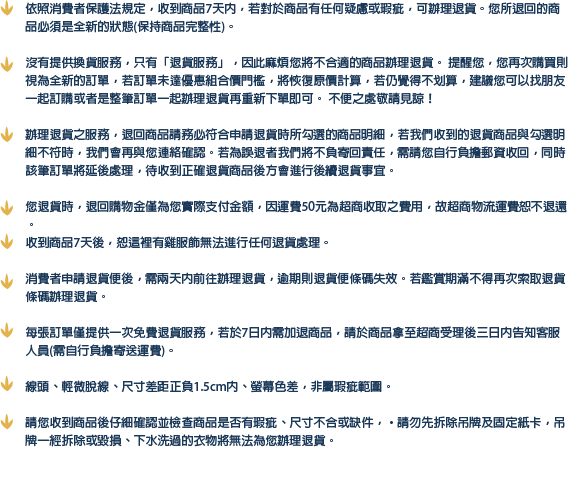 依照消費者保護法規定，收到商品7天內，若對於商品有任何疑慮或瑕疵，可辦理退貨。您所退回的商
品必須是全新的狀態(保持商品完整性)。
沒有提供換貨服務，只有「退貨服務」，因此麻煩您將不合適的商品辦理退貨。 提醒您，您再次購買則
視為全新的訂單，若訂單未達優惠組合價門檻，將恢復原價計算，若仍覺得不划算，建議您可以找朋友
一起訂購或者是整筆訂單一起辦理退貨再重新下單即可。 不便之處敬請見諒！
辦理退貨之服務，退回商品請務必符合申請退貨時所勾選的商品明細，若我們收到的退貨商品與勾選明
細不符時，我們會再與您連絡確認。若為誤退者我們將不負寄回責任，需請您自行負擔郵資收回，同時
該筆訂單將延後處理，待收到正確退貨商品後方會進行後續退貨事宜。
您退貨時，退回購物金僅為您實際支付金額，因運費50元為超商收取之費用，故超商物流運費恕不退還
。
收到商品7天後，恕這裡有雞服飾無法進行任何退貨處理。
消費者申請退貨便後，需兩天內前往辦理退貨，逾期則退貨便條碼失效。若鑑賞期滿不得再次索取退貨
條碼辦理退貨。
每張訂單僅提供一次免費退貨服務，若於7日內需加退商品，請於商品拿至超商受理後三日內告知客服
人員(需自行負擔寄送運費)。
線頭、輕微脫線、尺寸差距正負1.5cm內、螢幕色差，非屬瑕疵範圍。
請您收到商品後仔細確認並檢查商品是否有瑕疵、尺寸不合或缺件，・請勿先拆除吊牌及固定紙卡，吊
牌一經拆除或毀損、下水洗過的衣物將無法為您辦理退貨。